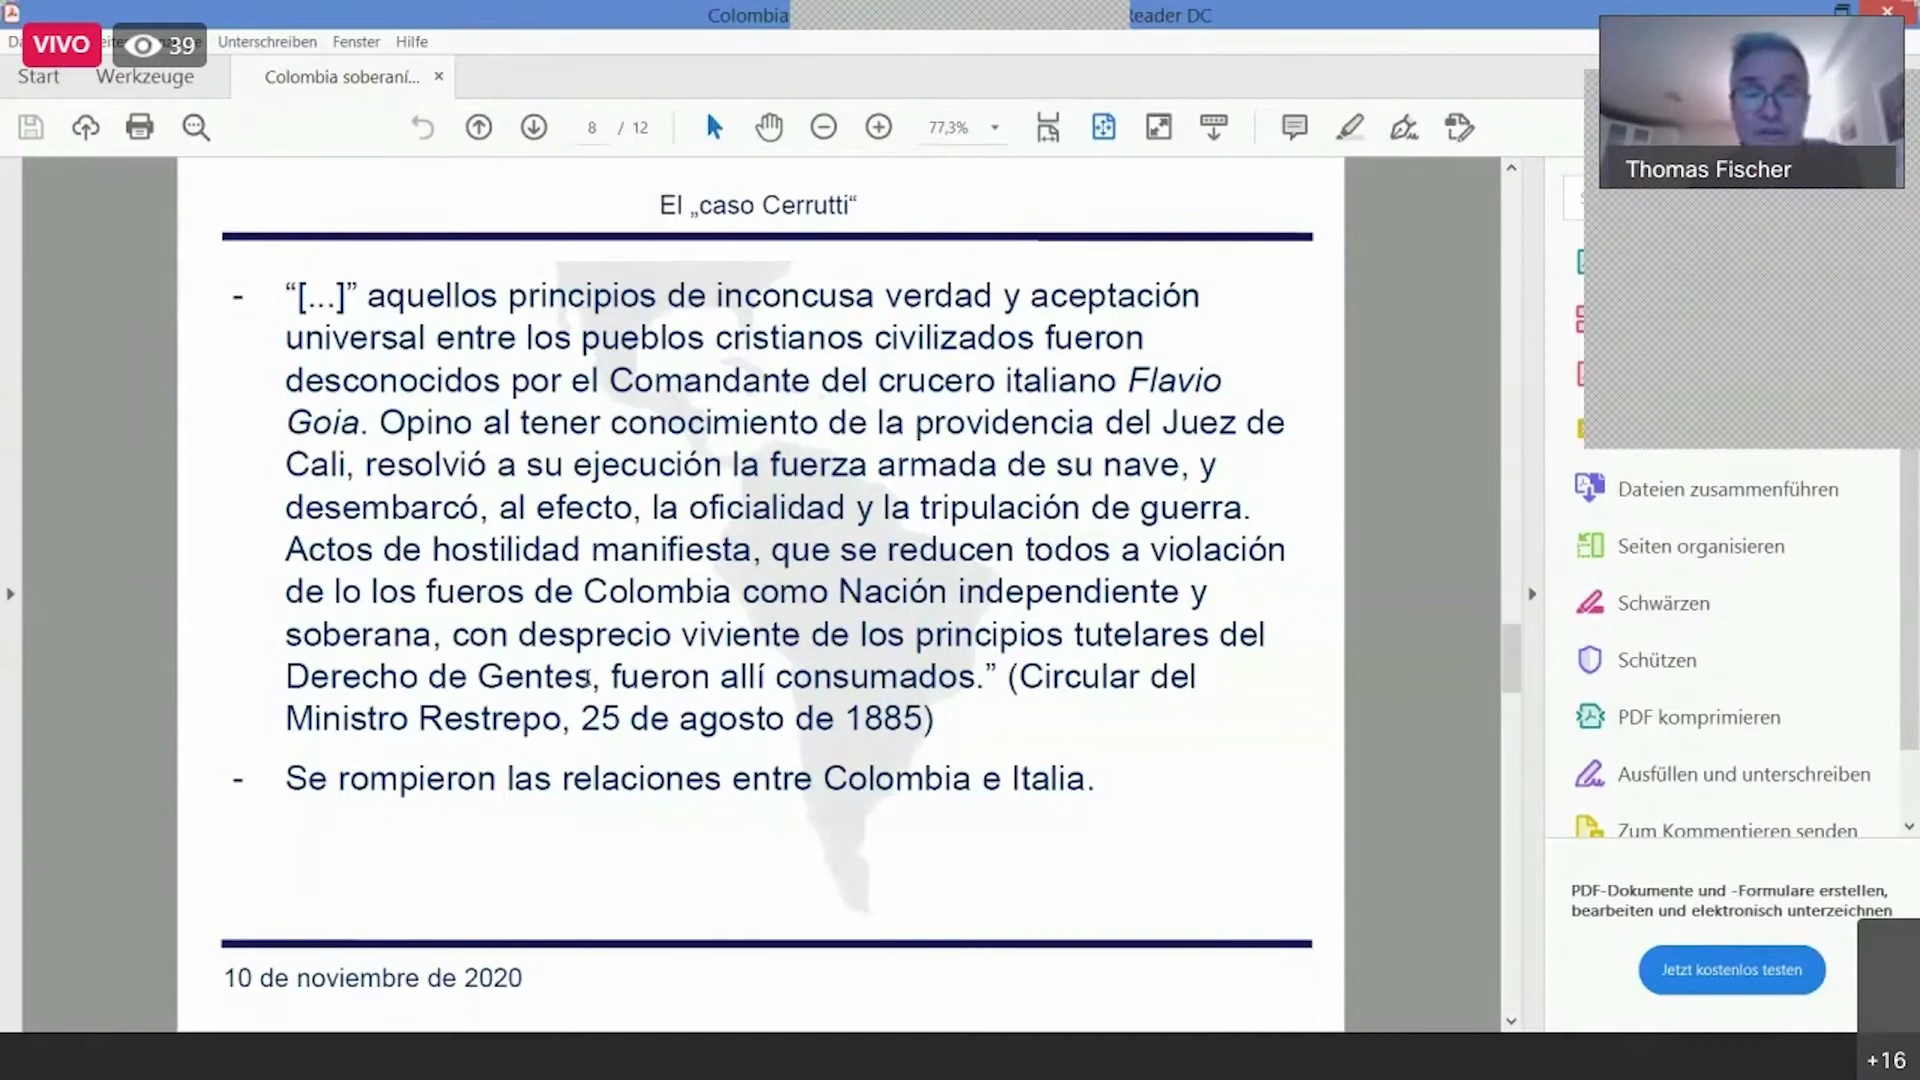 Colombia
Reader DC
VIVO
39
Unterschreiben Fenster Hilfe
Start Werkzeuge Colombia soberaní... ×
8 / 12 77,3%
Thomas Fischer
El „caso Cerrutti“
- “[...]” aquellos principios de inconcusa verdad y aceptación
universal entre los pueblos cristianos civilizados fueron
desconocidos por el Comandante del crucero italiano Flavio
Goia. Opino al tener conocimiento de la providencia del Juez de
Cali, resolvió a su ejecución la fuerza armada de su nave, y
desembarcó, al efecto, la oficialidad y la tripulación de guerra.
Actos de hostilidad manifiesta, que se reducen todos a violación
de lo los fueros de Colombia como Nación independiente y
soberana, con desprecio viviente de los principios tutelares del
Derecho de Gentes, fueron allí consumados.” (Circular del
Ministro Restrepo, 25 de agosto de 1885)
- Se rompieron las relaciones entre Colombia e Italia.
10 de noviembre de 2020
Dateien zusammenführen
Seiten organisieren
Schwärzen
Schützen
PDF komprimieren
Ausfüllen und unterschreiben
Zum Kommentieren senden
PDF-Dokumente und -Formulare erstellen,
bearbeiten und elektronisch unterzeichnen
Jetzt kostenlos testen
+16